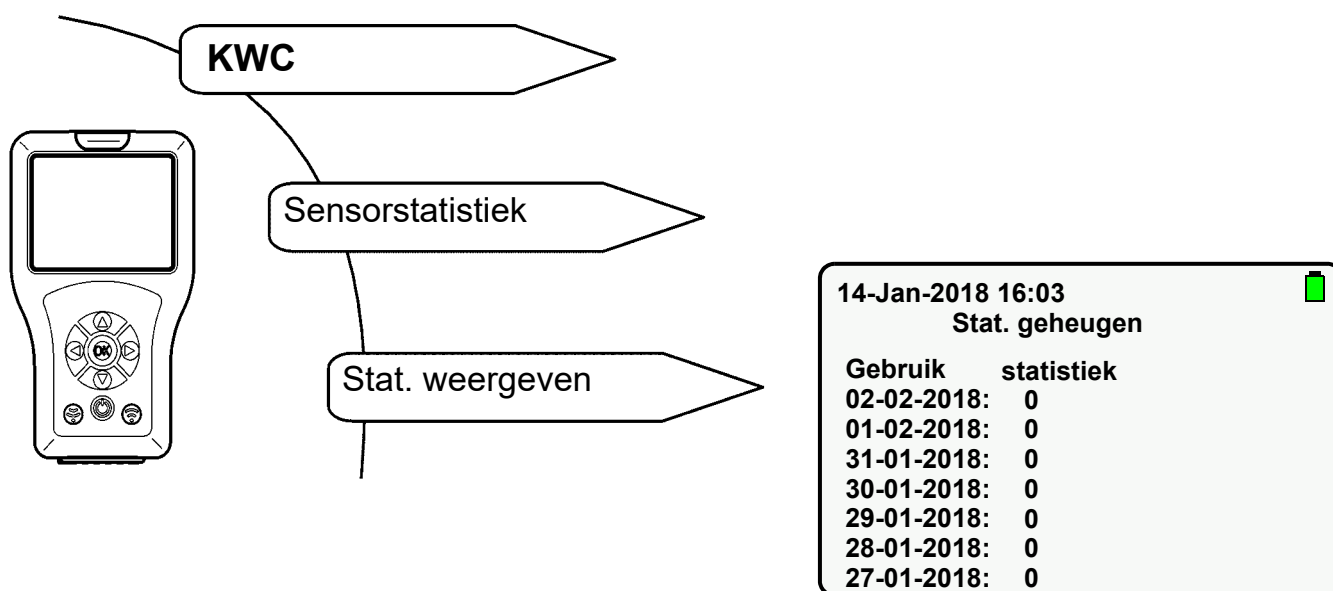 KWC
Sensorstatistiek
Stat. weergeven
OK
14-Jan-2018 16:03
Stat. geheugen
Gebruik statistiek
02-02-2018: 0
01-02-2018: 0
31-01-2018: 0
30-01-2018: 0
29-01-2018: 0
28-01-2018: 0
27-01-2018: 0